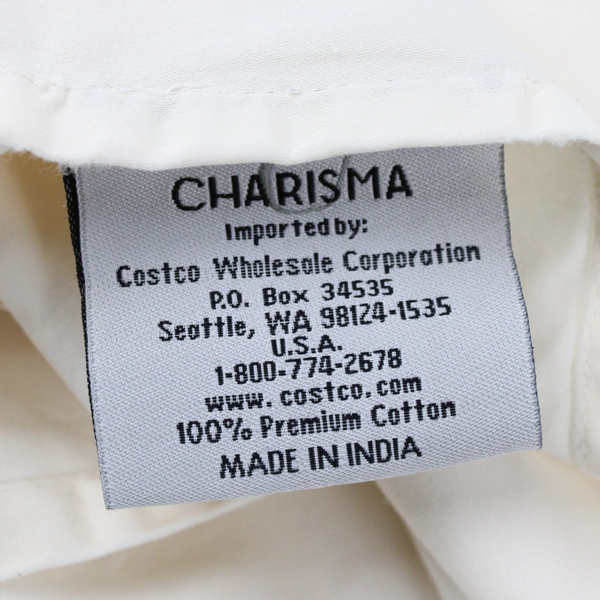 CHARISMA
Imported by:
Costco Wholesale Corporation
P.O. Box 34535
Seattle, WA 98124-1535
U.S.A.
1-800-774-2678
www.costco.com
100% Premium Cotton
MADE IN INDIA